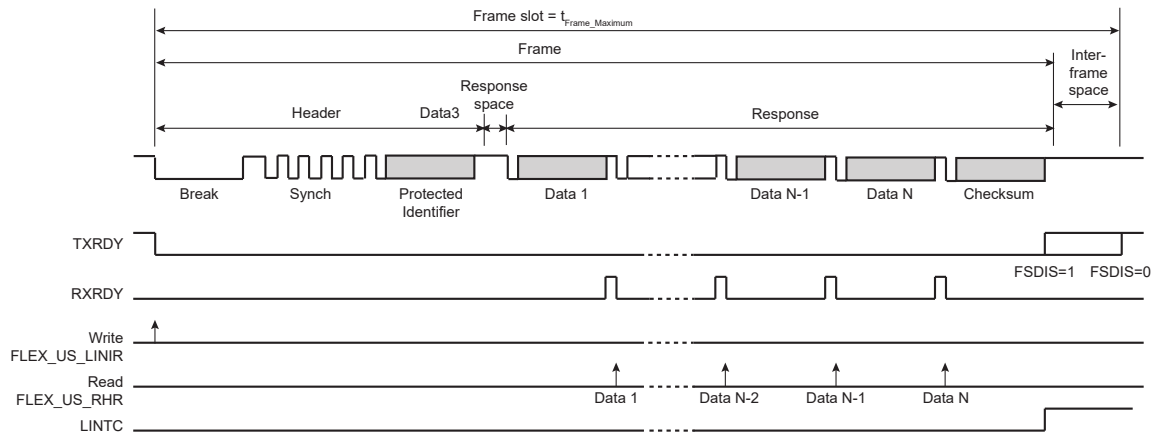 Frame slot = tFrame_Maximum
Frame
Inter-
frame
space
Response
space
Header
Data3
Response
Break
Synch
Protected
Identifier
Data 1
Data N-1
Data N
Checksum
TXRDY
FSDIS=1
FSDIS=0
RXRDY
Write
FLEX_US_LINIR
Read
FLEX_US_RHR
Data 1
Data N-2
Data N-1
Data N
LINTC